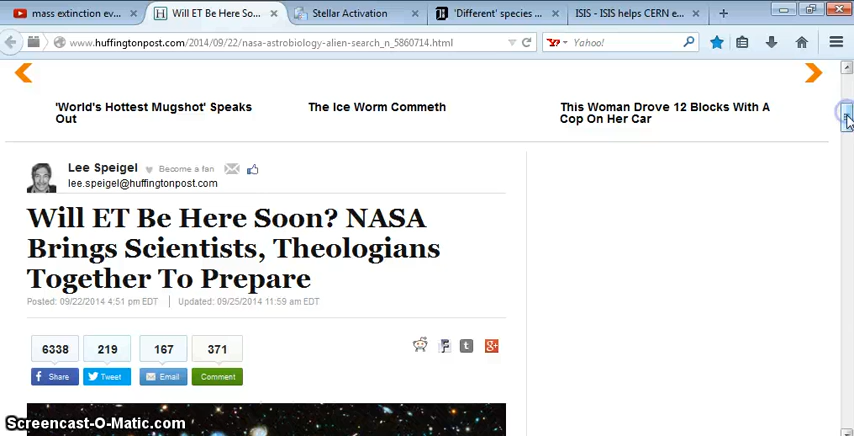 mass extinction ev...
Will ET Be Here Soo...
Stellar Activation
'Different' species ...
ISIS - ISIS helps CERN e...
www.huffingtonpost.com/2014/09/22/nasa-astrobiology-alien-search_n_5860714.html
Yahoo!
'World's Hottest Mugshot' Speaks
Out
The Ice Worm Commeth
This Woman Drove 12 Blocks With A
Cop On Her Car
Lee Speigel
Become a fan
lee.speigel@huffingtonpost.com
Will ET Be Here Soon? NASA
Brings Scientists, Theologians
Together To Prepare
Posted: 09/22/2014 4:51 pm EDT
Updated: 09/25/2014 11:59 am EDT
6338
219
167
371
Share
Tweet
Email
Comment
Screencast-O-Matic.com